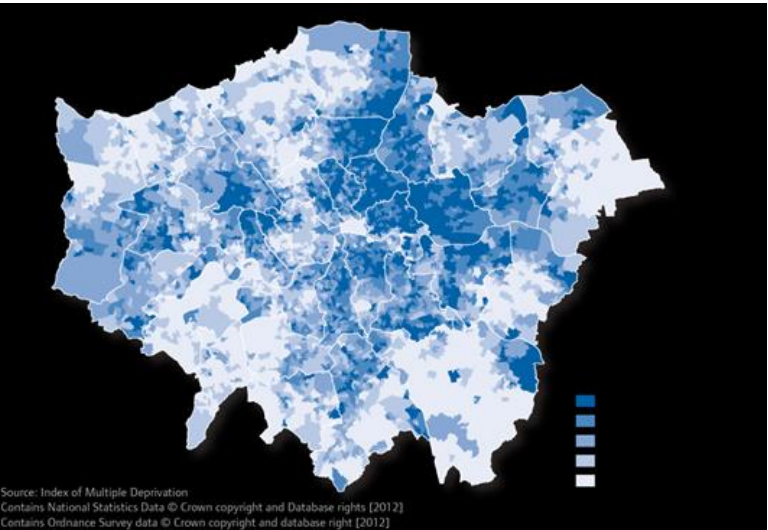 Source: Index of Multiple Deprivation
Contains National Statistics Data © Crown copyright and Database rights [2012]
Contains Ordnance Survey data © Crown copyright and database right [2012]